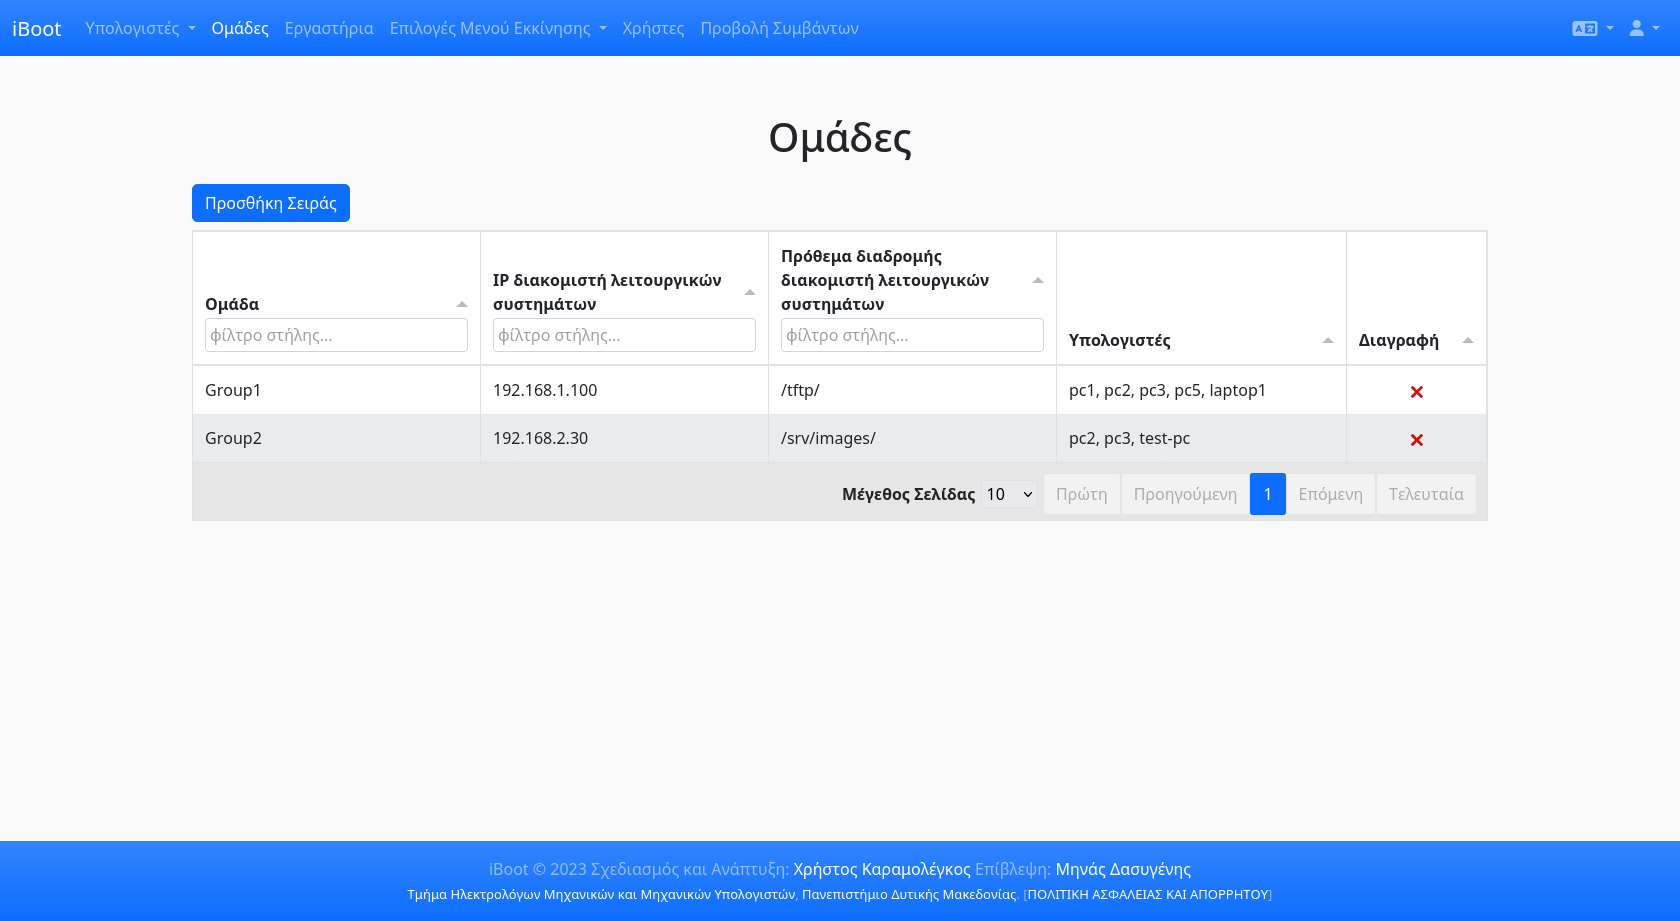 iBoot Υπολογιστές Ομάδες Εργαστήρια Επιλογές Μενού Εκκίνησης Χρήστες Προβολή Συμβάντων
Ομάδες
Προσθήκη Σειράς
Ομάδα
φίλτρο στήλης...
IP διακομιστή λειτουργικών
συστημάτων
φίλτρο στήλης...
Πρόθεμα διαδρομής
διακομιστή λειτουργικών
συστημάτων
φίλτρο στήλης...
Υπολογιστές
Διαγραφή
Group1 192.168.1.100 /tftp/ pc1, pc2, pc3, pc5, laptop1
Group2 192.168.2.30 /srv/images/ pc2, pc3, test-pc
Μέγεθος Σελίδας 10 Πρώτη Προηγούμενη 1 Επόμενη Τελευταία
iBoot © 2023 Σχεδιασμός και Ανάπτυξη: Χρήστος Καραμολέγκος Επίβλεψη: Μηνάς Δασυγένης
Τμήμα Ηλεκτρολόγων Μηχανικών και Μηχανικών Υπολογιστών, Πανεπιστήμιο Δυτικής Μακεδονίας. [ΠΟΛΙΤΙΚΗ ΑΣΦΑΛΕΙΑΣ ΚΑΙ ΑΠΟΡΡΗΤΟΥ]